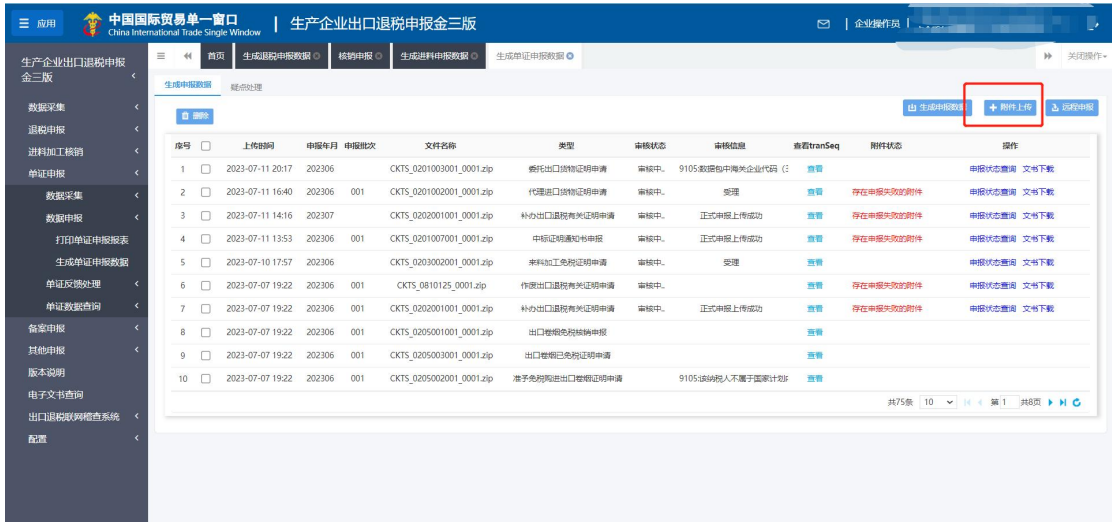 应用 中国国际贸易单一窗口 生产企业出口退税申报金三版 企业操作员
China International Trade Single Window
生产企业出口退税申报金三版
首页 生成退税申报数据 核销申报 生成进料申报数据 生成单证申报数据 关闭操作
数据采集
退税申报
进料加工核销
单证申报
数据采集
数据申报
打印单证申报报表
生成单证申报数据
单证反馈处理
单证数据查询
备案申报
其他申报
版本说明
电子文书查询
出口退税联网稽查系统
配置
生成申报数据 疑点处理
删除 生成申报数据 附件上传 远程申报
序号 上传时间 申报年月 申报批次 文件名称 类型 审核状态 审核信息 查看tranSeq 附件状态 操作
1 2023-07-11 20:17 202306 CKTS_0201003001_0001.zip 委托出口货物证明申请 审核中.. 9105:数据包中海关企业代码（ 查看 申报状态查询 文书下载
2 2023-07-11 16:40 202306 001 CKTS_0201002001_0001.zip 代理进口货物证明申请 审核中.. 受理 查看 存在申报失败的附件 申报状态查询 文书下载
3 2023-07-11 14:16 202307 CKTS_0202001001_0001.zip 补办出口退税有关证明申请 审核中.. 正式申报上传成功 查看 存在申报失败的附件 申报状态查询 文书下载
4 2023-07-11 13:53 202306 001 CKTS_0201007001_0001.zip 中标证明通知书申报 审核中.. 正式申报上传成功 查看 存在申报失败的附件 申报状态查询 文书下载
5 2023-07-10 17:57 202306 CKTS_0203002001_0001.zip 来料加工免税证明申请 审核中.. 受理 查看 申报状态查询 文书下载
6 2023-07-07 19:22 202306 001 CKTS_0810125_0001.zip 作废出口退税有关证明申请 审核中.. 查看 存在申报失败的附件 申报状态查询 文书下载
7 2023-07-07 19:22 202306 001 CKTS_0202001001_0001.zip 补办出口退税有关证明申请 审核中.. 正式申报上传成功 查看 存在申报失败的附件 申报状态查询 文书下载
8 2023-07-07 19:22 202306 001 CKTS_0205001001_0001.zip 出口卷烟免税核销申报 查看
9 2023-07-07 19:22 202306 001 CKTS_0205003001_0001.zip 出口卷烟已免税证明申请 查看
10 2023-07-07 19:22 202306 001 CKTS_0205002001_0001.zip 准予免税购进出口卷烟证明申请 9105:该纳税人不属于国家计划 查看
共75条 10 第 1 共8页